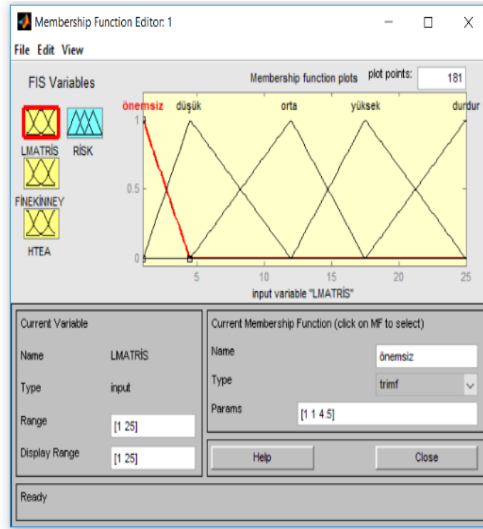 Membership Function Editor: 1
File Edit View
FIS Variables
Membership function plots plot points: 181
önemsiz düşük orta yüksek durdur
LMATRİS RİSK
FİNEKİNNEY
HTEA
1
0.5
0
5 10 15 20 25
input variable "LMATRİS"
Current Variable
Name LMATRİS
Type input
Range [1 25]
Display Range [1 25]
Current Membership Function (click on MF to select)
Name önemsiz
Type trimf
Params [1 1 4.5]
Help Close
Ready